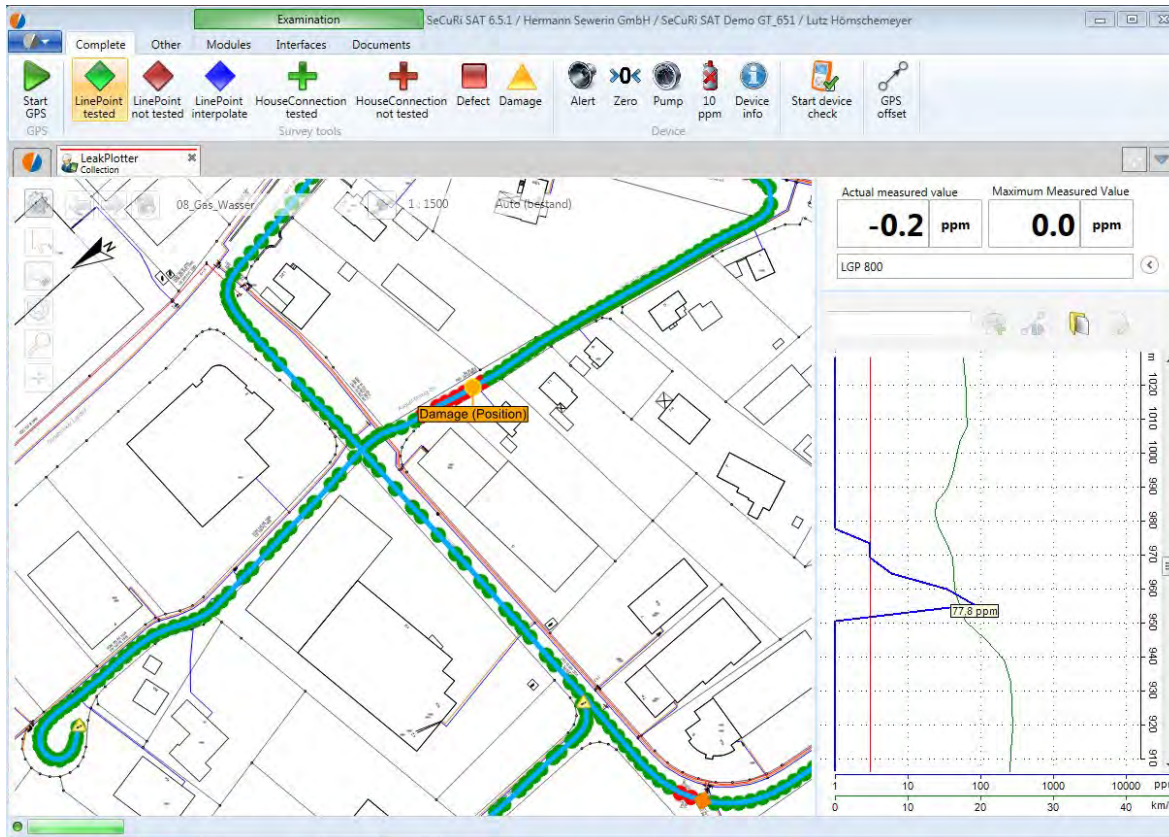 Examination
SeCuRi SAT 6.5.1 / Hermann Sewerin GmbH / SeCuRi SAT Demo GT_651 / Lutz Hörnschemeyer
Complete Other Modules Interfaces Documents
Start GPS
LinePoint tested
LinePoint not tested
LinePoint interpolate
HouseConnection tested
HouseConnection not tested
Defect
Damage
Alert
Zero
>0<
Pump
10 ppm
Device info
Start device check
GPS offset
GPS
Survey tools
Device
LeakPlotter
Collection
08_Gas_Wasser
1 : 1500
Auto (bestand)
N
Damage (Position)
Actual measured value
Maximum Measured Value
-0.2 ppm
0.0 ppm
LGP 800
m
1020
1010
1000
990
980
970
960
950
940
930
920
910
77,8 ppm
0 10 100 1000 10000 PPM
0 10 20 30 40 km/